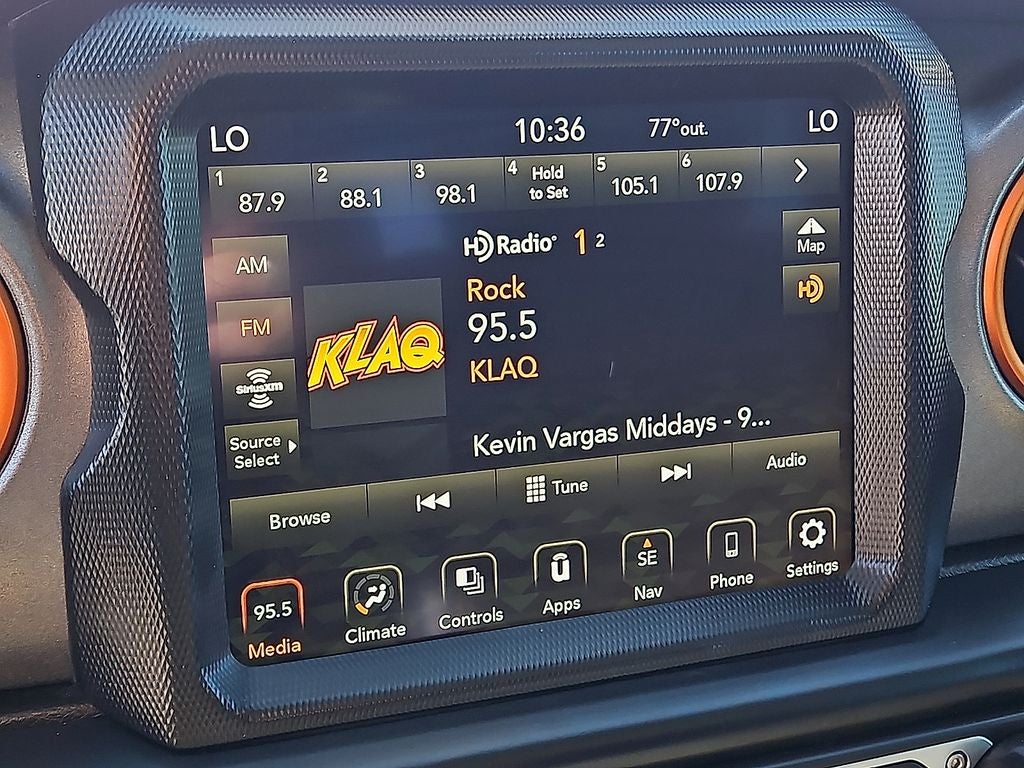 LO
10:36
77°out.
LO
1 87.9
2 88.1
3 98.1
4 Hold
to Set
5 105.1
6 107.9
AM
HD Radio® 1 2
Map
FM
HD
Rock
KLAQ
95.5
KLAQ
SiriusXM
Source
Select
Kevin Vargas Middays - 9...
Browse
Tune
Audio
95.5
Media
Climate
Controls
Apps
SE
Nav
Phone
Settings